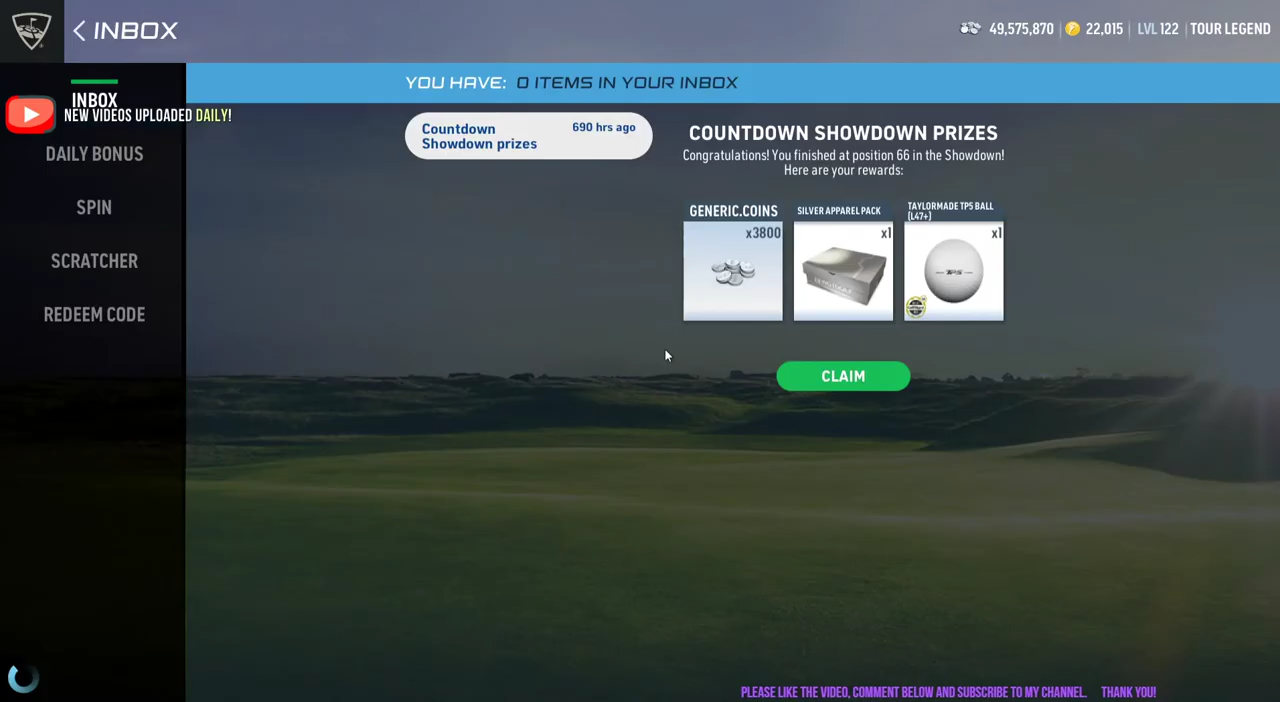 INBOX
49,575,870
22,015
LVL 122
TOUR LEGEND
YOU HAVE: 0 ITEMS IN YOUR INBOX
INBOX
NEW VIDEOS UPLOADED DAILY!
DAILY BONUS
SPIN
SCRATCHER
REDEEM CODE
Countdown
Showdown prizes
690 hrs ago
COUNTDOWN SHOWDOWN PRIZES
Congratulations! You finished at position 66 in the Showdown!
Here are your rewards:
GENERIC.COINS
x3800
SILVER APPAREL PACK
x1
TAYLORMADE TP5 BALL
(L47+)
x1
TP5
CLAIM
PLEASE LIKE THE VIDEO, COMMENT BELOW AND SUBSCRIBE TO MY CHANNEL. THANK YOU!